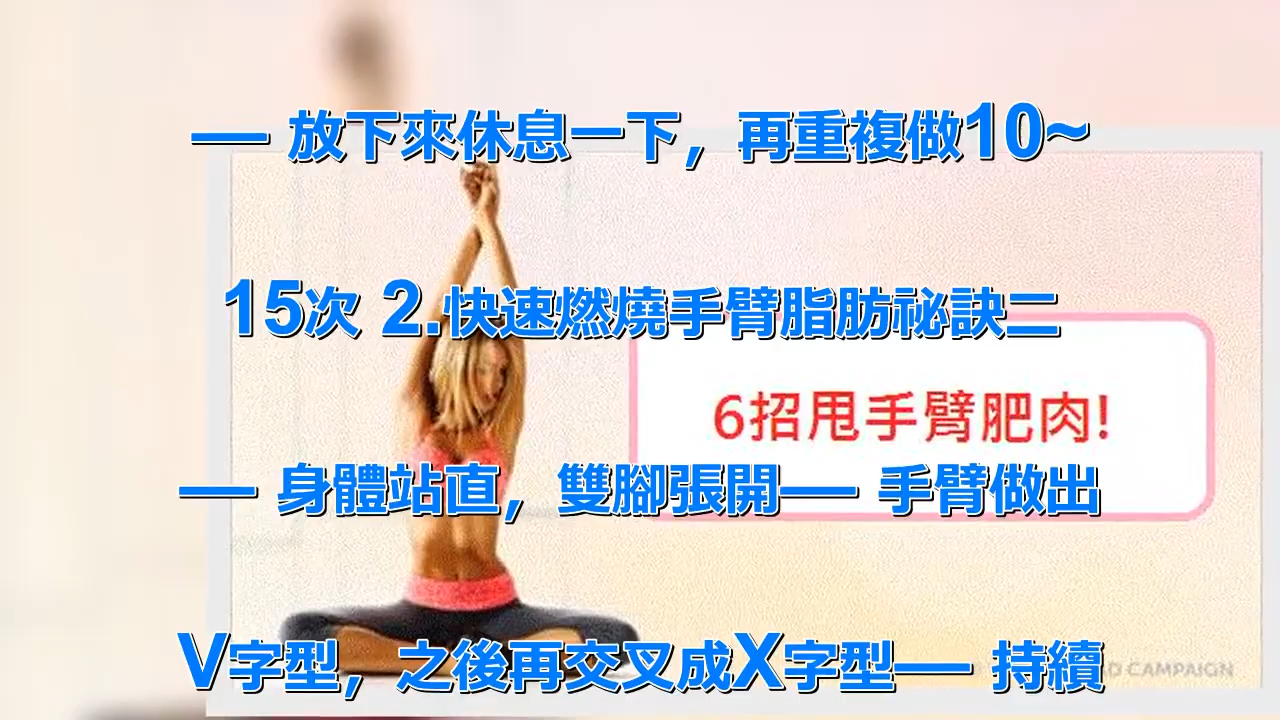 — 放下來休息一下，再重複做10~
15次 2.快速燃燒手臂脂肪祕訣二
6招甩手臂肥肉!
— 身體站直，雙腳張開— 手臂做出
V字型，之後再交叉成X字型— 持續
CAMPAIGN